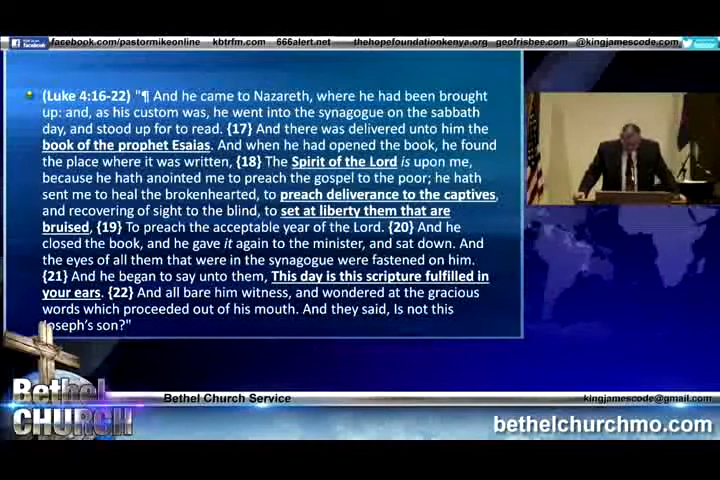 facebook.com/pastormikeonline kbtrfm.com 666alert.net thehopefoundationkenya.org geofrisbee.com @kingjamescode.com
(Luke 4:16-22) "¶ And he came to Nazareth, where he had been brought
up: and, as his custom was, he went into the synagogue on the sabbath
day, and stood up for to read. {17} And there was delivered unto him the
book of the prophet Esaias. And when he had opened the book, he found
the place where it was written, {18} The Spirit of the Lord is upon me,
because he hath anointed me to preach the gospel to the poor; he hath
sent me to heal the brokenhearted, to preach deliverance to the captives,
and recovering of sight to the blind, to set at liberty them that are
bruised, {19} To preach the acceptable year of the Lord. {20} And he
closed the book, and he gave it again to the minister, and sat down. And
the eyes of all them that were in the synagogue were fastened on him.
{21} And he began to say unto them, This day is this scripture fulfilled in
your ears. {22} And all bare him witness, and wondered at the gracious
words which proceeded out of his mouth. And they said, Is not this
Joseph's son?"
Bethel
CHURCH
Bethel Church Service kingjamescode@gmail.com
bethelchurchmo.com